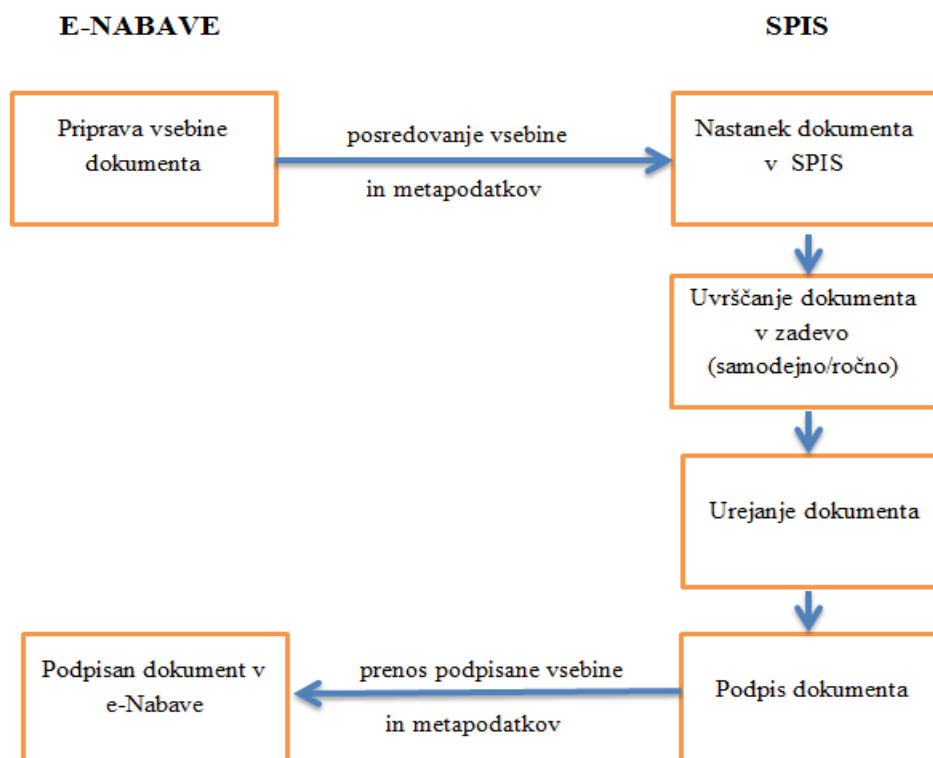 E-NABAVE
SPIS
Priprava vsebine
dokumenta
posredovanje vsebine
in metapodatkov
Nastanek dokumenta
v SPIS
Uvrščanje dokumenta
v zadevo
(samodejno/ročno)
Urejanje dokumenta
Podpis dokumenta
prenos podpisane vsebine
in metapodatkov
Podpisan dokument v
e-Nabave